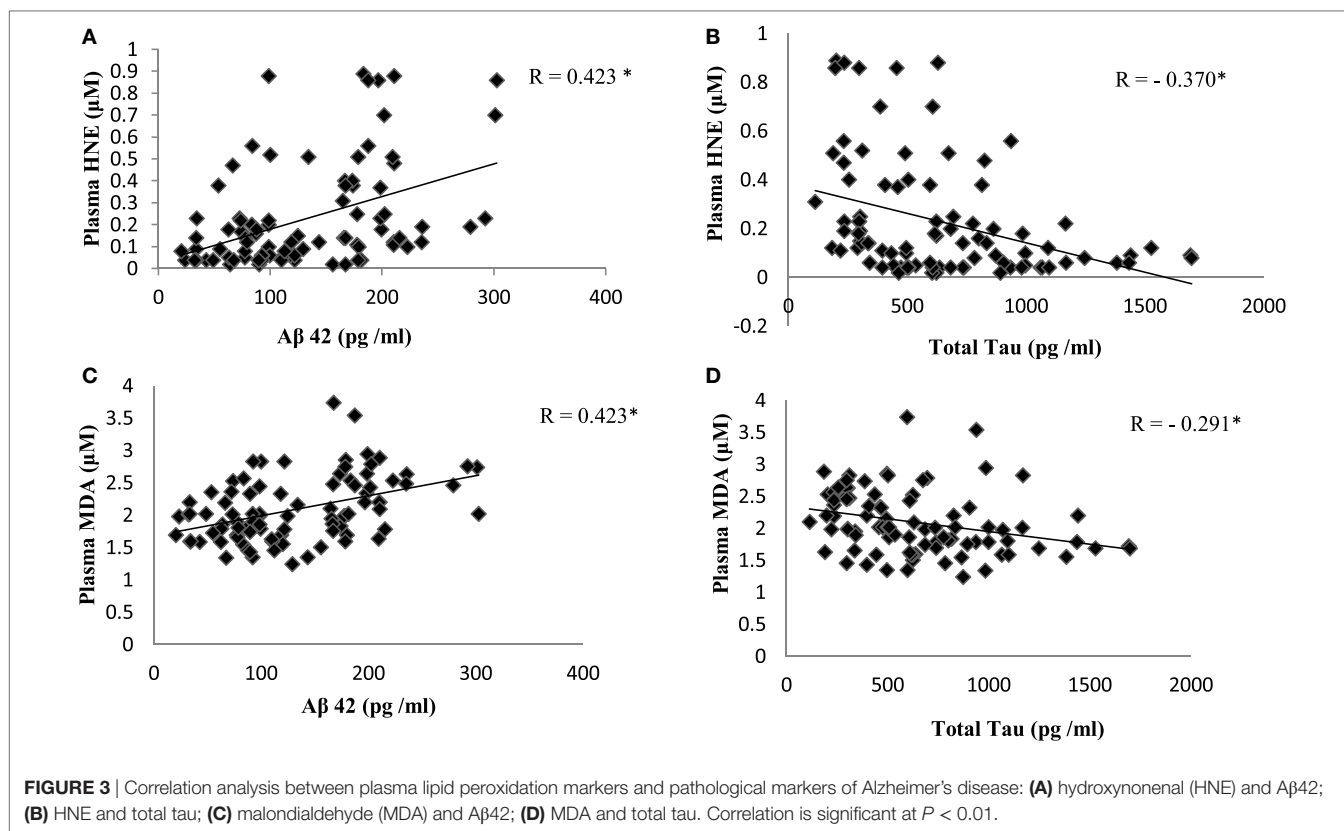 A
1
0.9
0.8
0.7
0.6
0.5
0.4
0.3
0.2
0.1
0
Plasma HNE (µM)
R = 0.423 *
0 100 200 300 400
Aβ 42 (pg /ml)
B
1
0.8
0.6
0.4
0.2
0
-0.2
Plasma HNE (µM)
R = - 0.370*
0 500 1000 1500 2000
Total Tau (pg /ml)
C
4
3.5
3
2.5
2
1.5
1
0.5
0
Plasma MDA (µM)
R = 0.423*
0 100 200 300 400
Aβ 42 (pg /ml)
D
4
3.5
3
2.5
2
1.5
1
0.5
0
Plasma MDA (µM)
R = - 0.291*
0 500 1000 1500 2000
Total Tau (pg /ml)
FIGURE 3 | Correlation analysis between plasma lipid peroxidation markers and pathological markers of Alzheimer's disease: (A) hydroxynonenal (HNE) and Aβ42;
(B) HNE and total tau; (C) malondialdehyde (MDA) and Aβ42; (D) MDA and total tau. Correlation is significant at P < 0.01.